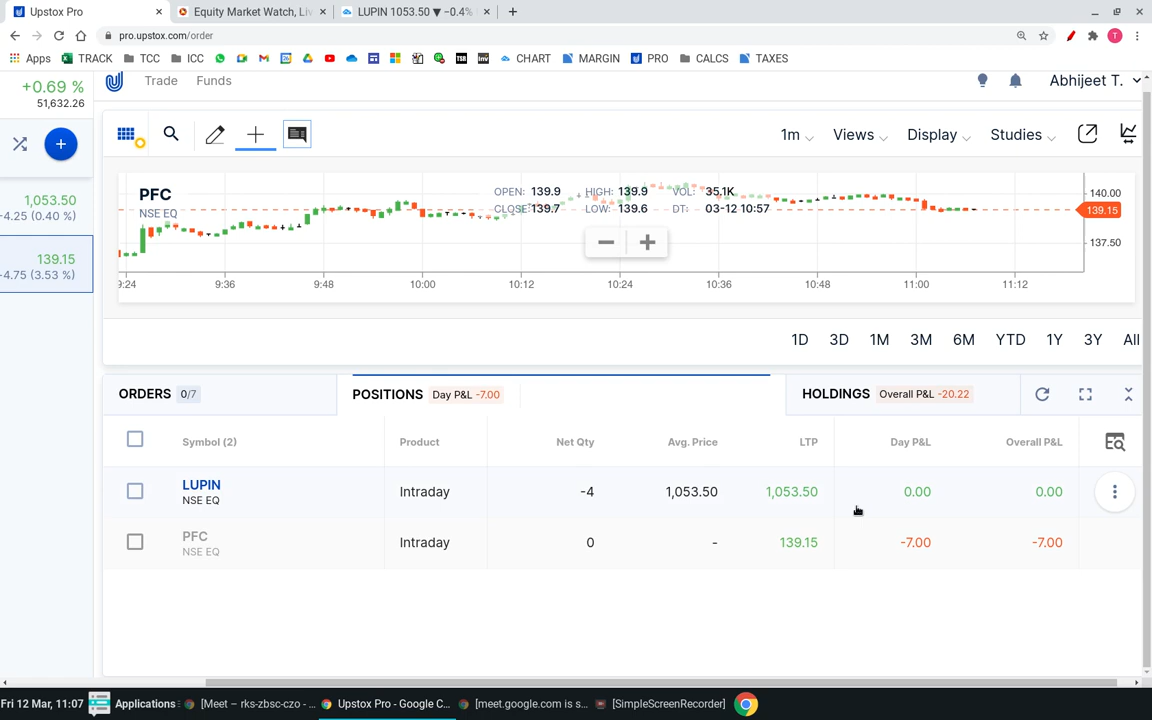 Upstox Pro
Equity Market Watch, Liv
LUPIN 1053.50 ▼ −0.4%
pro.upstox.com/order
Apps
TRACK
TCC
ICC
CHART
MARGIN
PRO
CALCS
TAXES
+0.69 %
51,632.26
Trade
Funds
Abhijeet T.
1m
Views
Display
Studies
1,053.50
-4.25 (0.40 %)
139.15
-4.75 (3.53 %)
PFC
NSE EQ
OPEN: 139.9 HIGH: 139.9 VOL: 35.1K
CLOSE: 139.7 LOW: 139.6 DT: 03-12 10:57
140.00
139.15
137.50
9:24 9:36 9:48 10:00 10:12 10:24 10:36 10:48 11:00 11:12
1D 3D 1M 3M 6M YTD 1Y 3Y All
ORDERS 0/7
POSITIONS Day P&L -7.00
HOLDINGS Overall P&L -20.22
Symbol (2) Product Net Qty Avg. Price LTP Day P&L Overall P&L
LUPIN
NSE EQ
Intraday -4 1,053.50 1,053.50 0.00 0.00
PFC
NSE EQ
Intraday 0 - 139.15 -7.00 -7.00
Fri 12 Mar, 11:07
Applications
[Meet – rks-zbsc-czo - ...
Upstox Pro - Google C...
[meet.google.com is s...
[SimpleScreenRecorder]